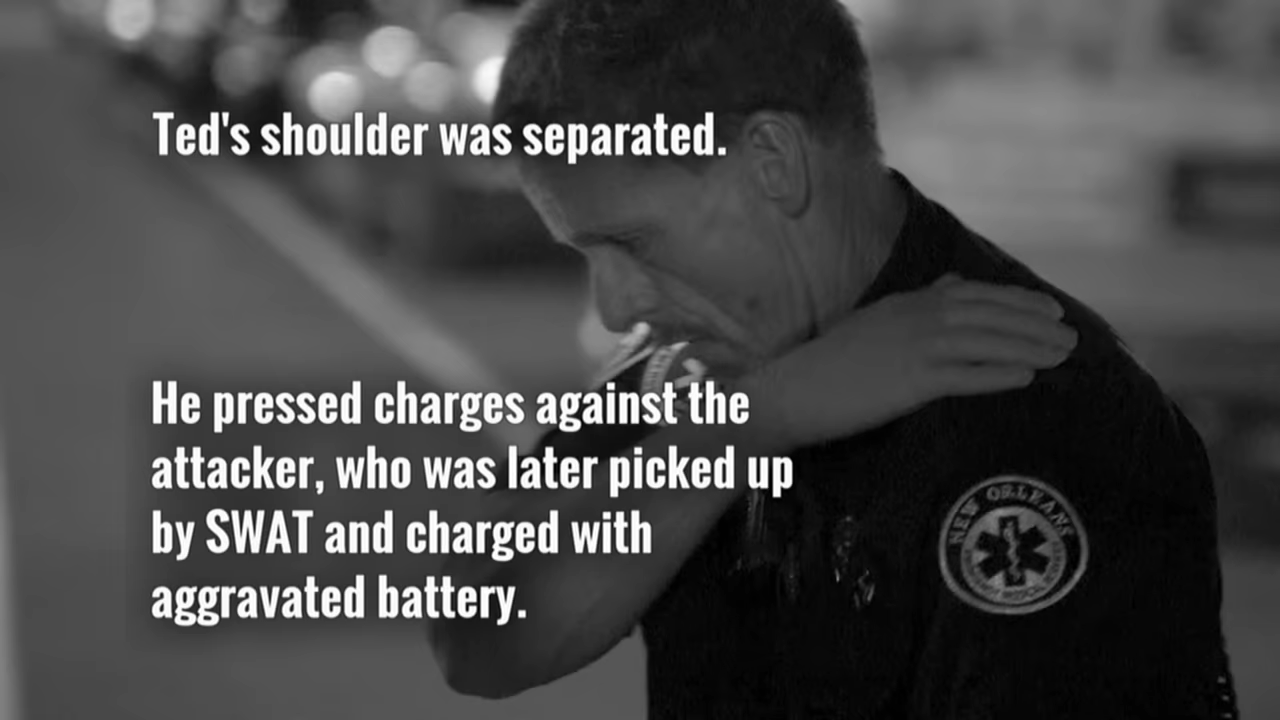 Ted's shoulder was separated.
He pressed charges against the
attacker, who was later picked up
by SWAT and charged with
aggravated battery.
NEW ORLEANS